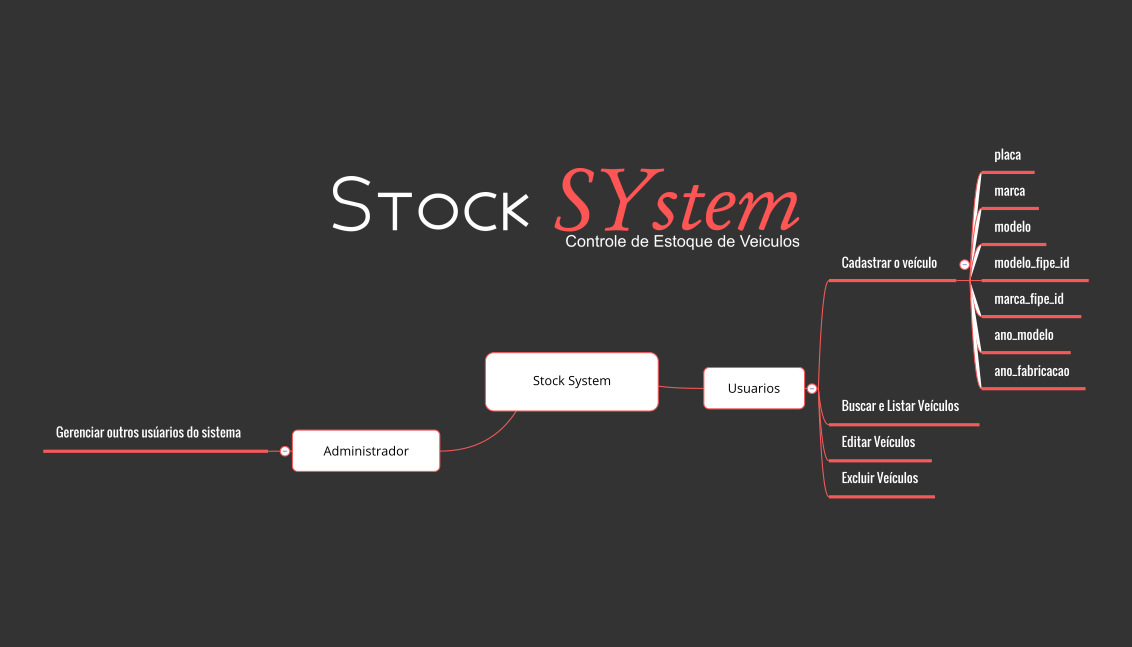 Stock SYstem
Controle de Estoque de Veiculos
Stock System
Administrador
Gerenciar outros usúarios do sistema
Usuarios
Cadastrar o veículo
placa
marca
modelo
modelo_fipe_id
marca_fipe_id
ano_modelo
ano_fabricacao
Buscar e Listar Veículos
Editar Veículos
Excluir Veículos